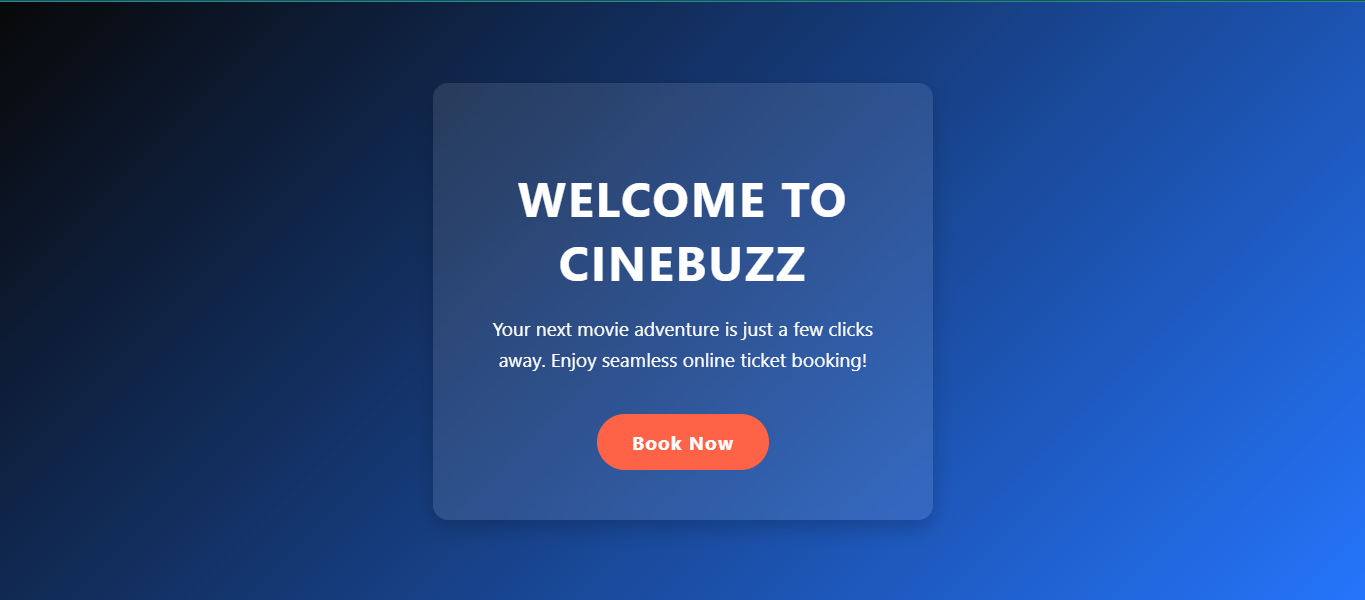 WELCOME TO
CINEBUZZ
Your next movie adventure is just a few clicks
away. Enjoy seamless online ticket booking!
Book Now